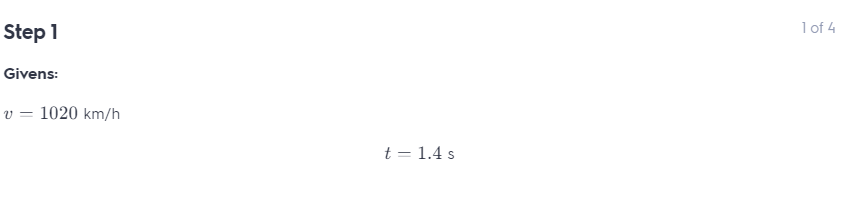 Step 1
1 of 4
Givens:
v = 1020 km/h
t = 1.4 s